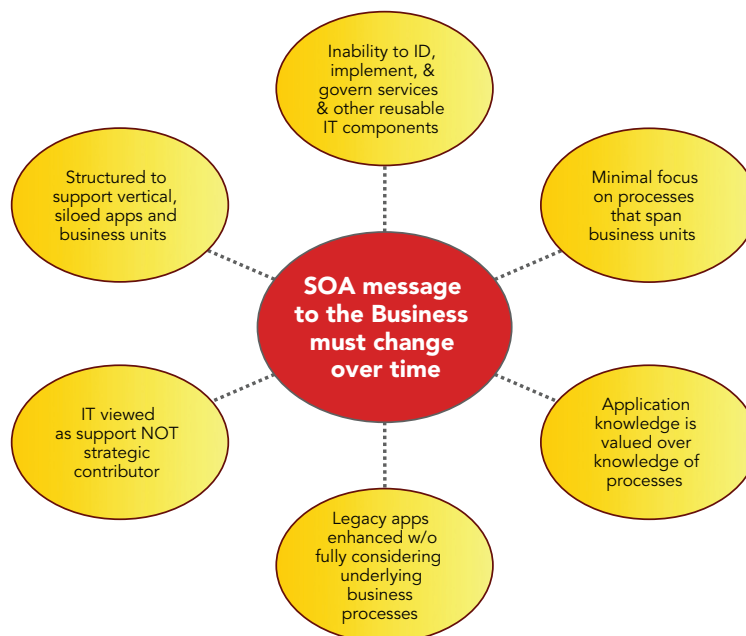 Inability to ID,
implement, &
govern services
& other reusable
IT components
Structured to
support vertical,
siloed apps and
business units
Minimal focus
on processes
that span
business units
SOA message
to the Business
must change
over time
IT viewed
as support NOT
strategic
contributor
Application
knowledge is
valued over
knowledge of
processes
Legacy apps
enhanced w/o
fully considering
underlying
business
processes